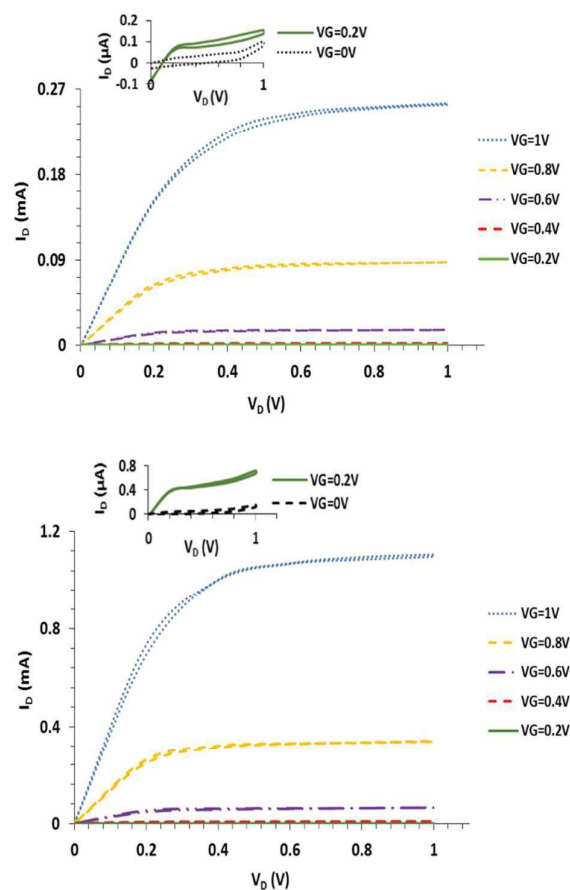 0.2
0.1
0
-0.1
I_D (µA)
0
1
V_D (V)
VG=0.2V
VG=0V
0.27
0.18
0.09
0
I_D (mA)
0 0.2 0.4 0.6 0.8 1
V_D (V)
VG=1V
VG=0.8V
VG=0.6V
VG=0.4V
VG=0.2V
0.8
0.4
0
I_D (µA)
0 1
V_D (V)
VG=0.2V
VG=0V
1.2
0.8
0.4
0
I_D (mA)
0 0.2 0.4 0.6 0.8 1
V_D (V)
VG=1V
VG=0.8V
VG=0.6V
VG=0.4V
VG=0.2V